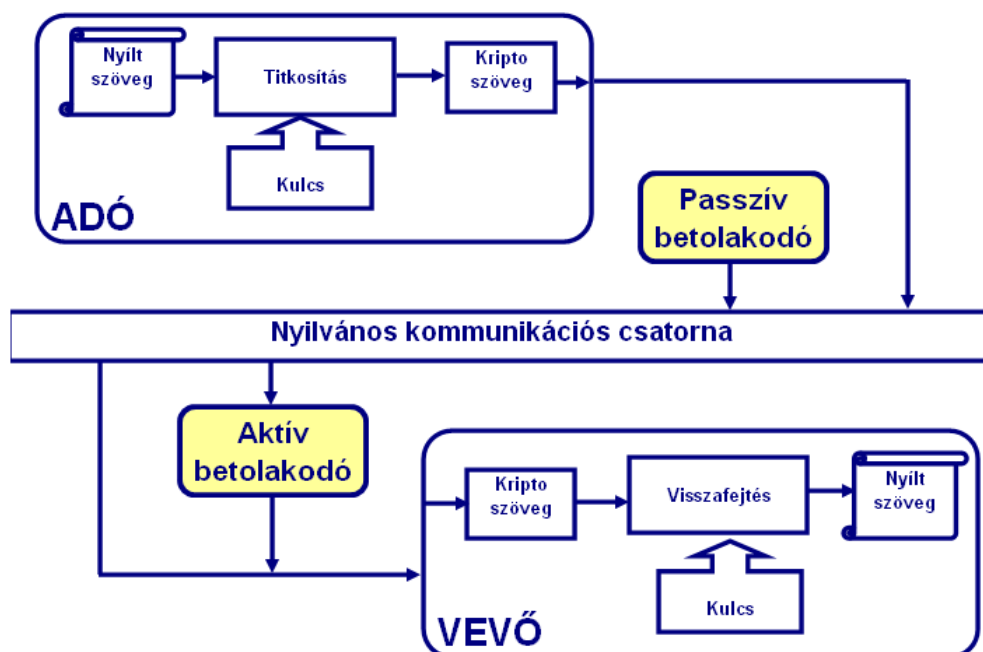 Nyílt
szöveg
Titkosítás
Kripto
szöveg
Kulcs
ADÓ
Passzív
betolakodó
Nyilvános kommunikációs csatorna
Aktív
betolakodó
Kripto
szöveg
Visszafejtés
Nyílt
szöveg
Kulcs
VEVŐ